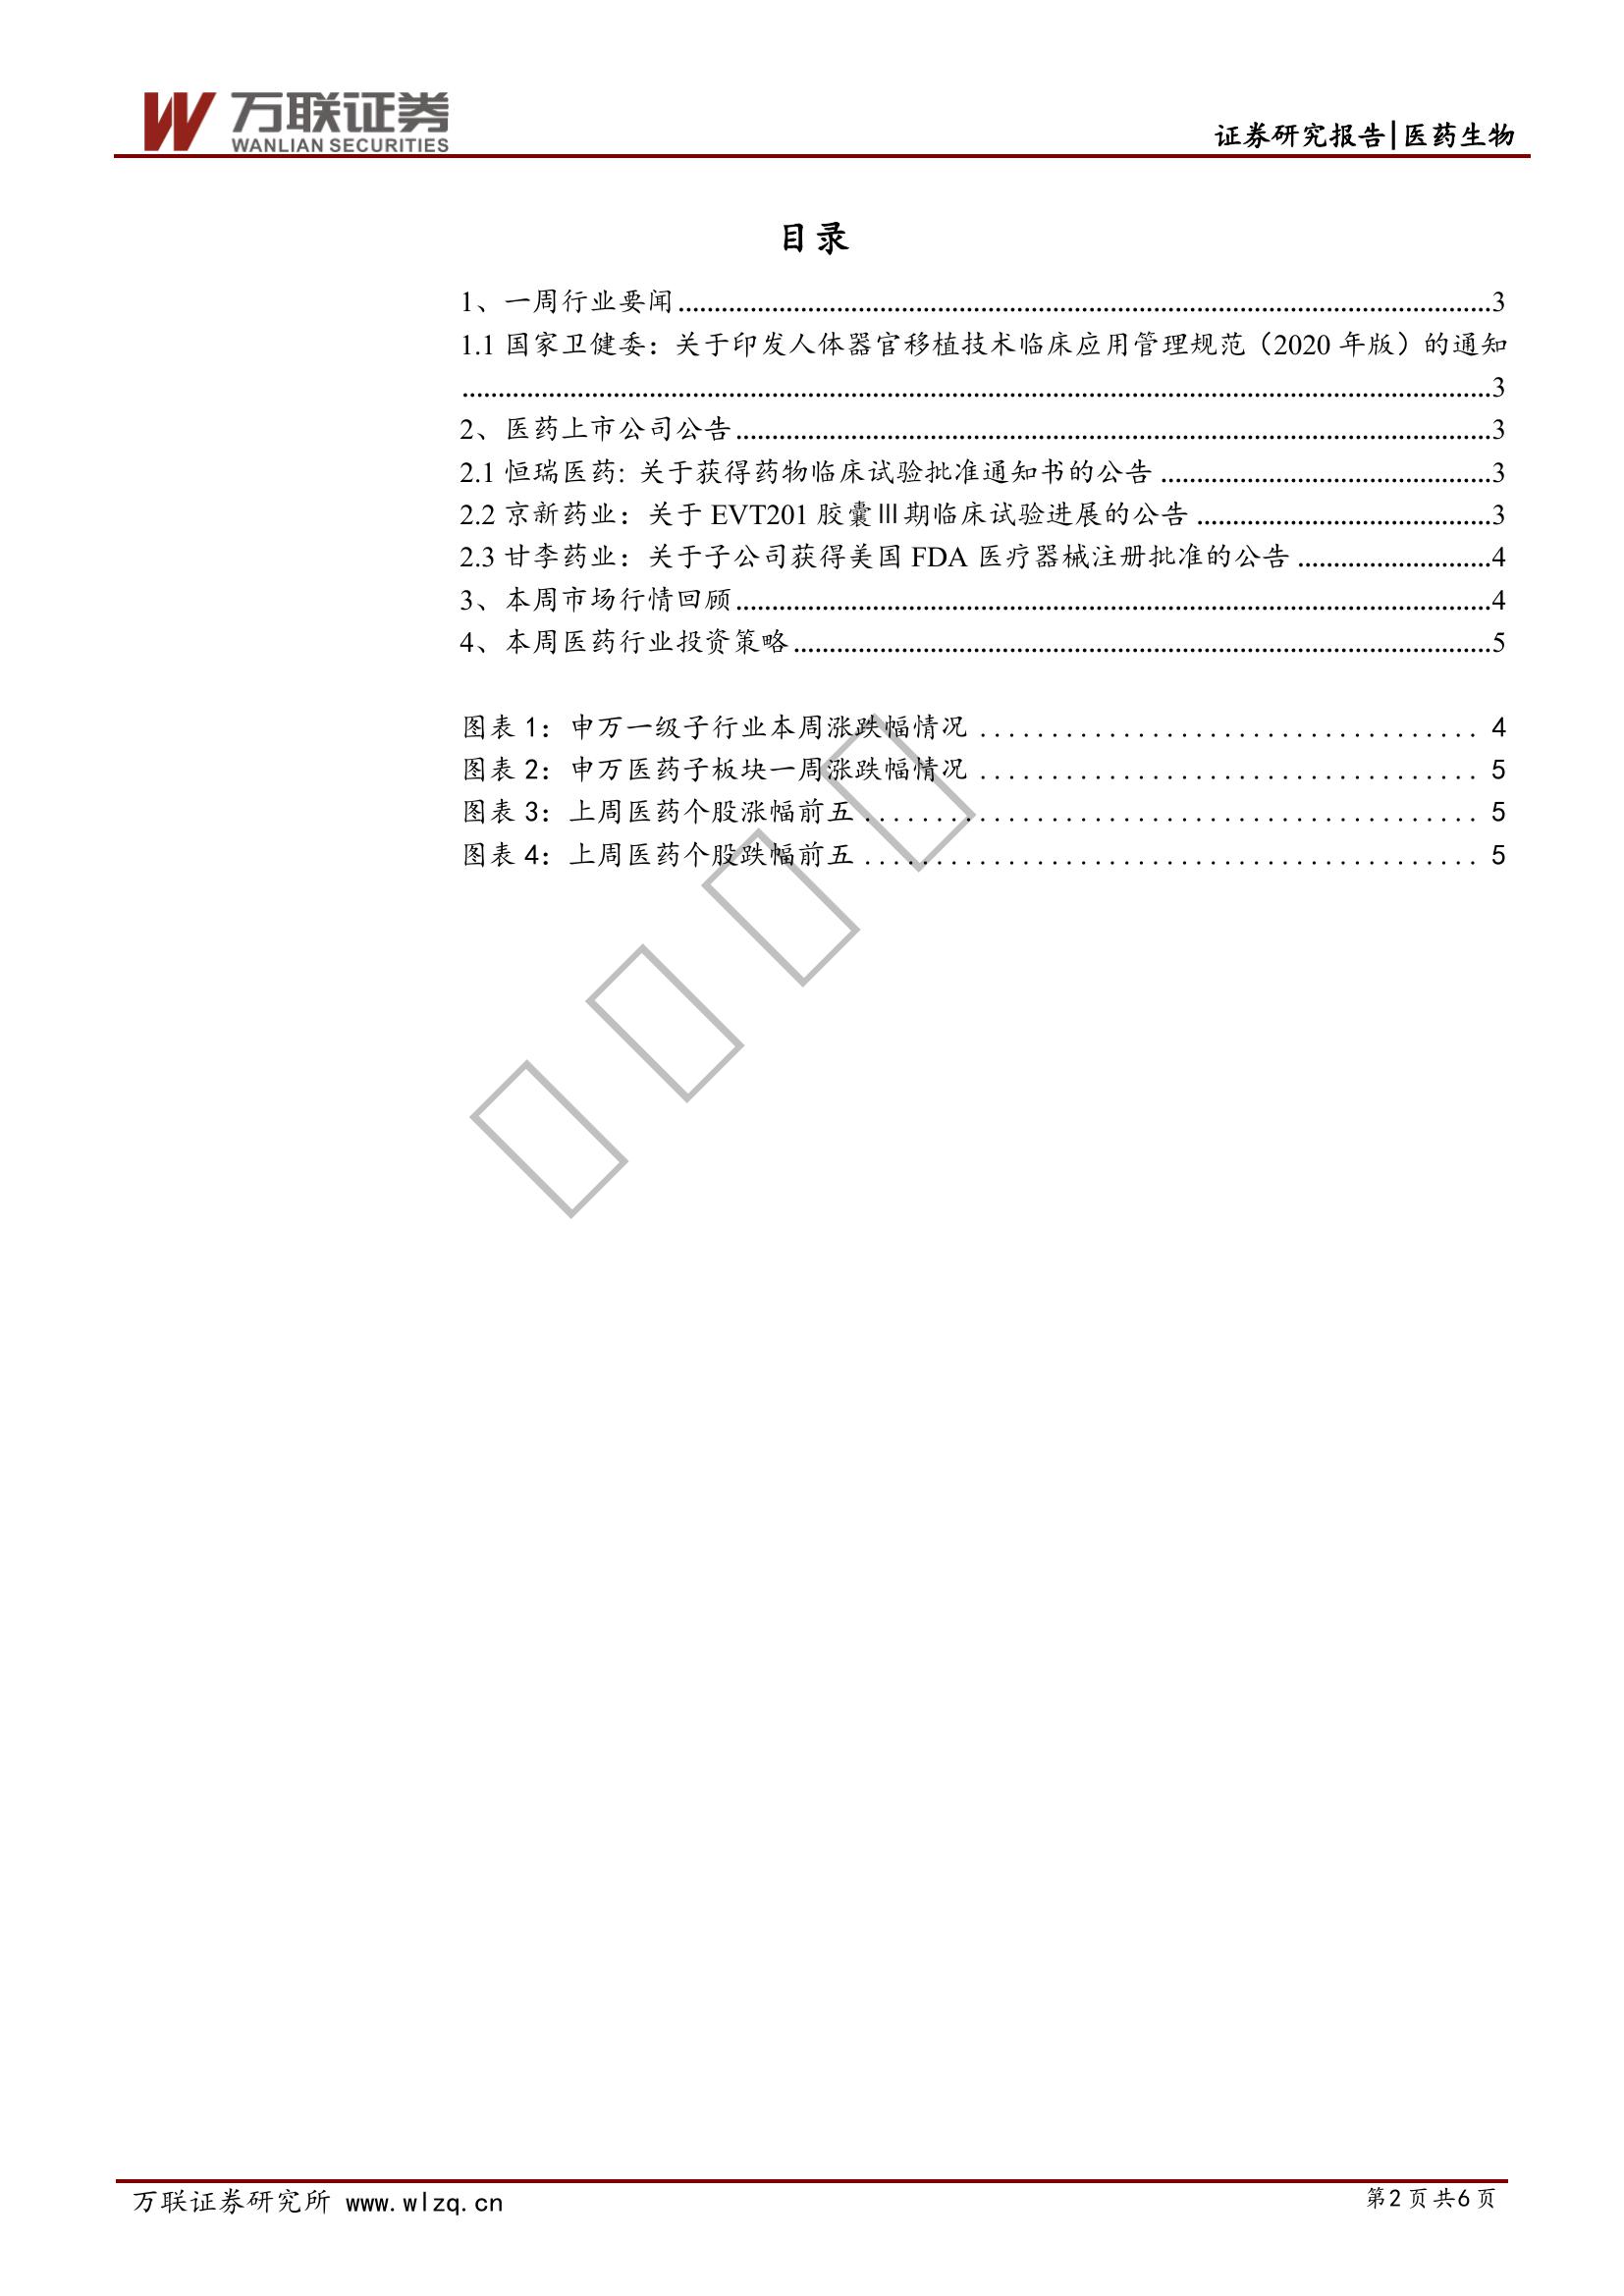 万联证券
WANLIAN SECURITIES
证券研究报告|医药生物
目录
1、一周行业要闻................................................3
1.1 国家卫健委：关于印发人体器官移植技术临床应用管理规范（2020 年版）的通知
................................................3
2、医药上市公司公告................................................3
2.1 恒瑞医药: 关于获得药物临床试验批准通知书的公告 ................................................3
2.2 京新药业：关于 EVT201 胶囊Ⅲ期临床试验进展的公告 ................................................3
2.3 甘李药业：关于子公司获得美国 FDA 医疗器械注册批准的公告 ................................................4
3、本周市场行情回顾................................................4
4、本周医药行业投资策略................................................5
图表 1：申万一级子行业本周涨跌幅情况 ................................... 4
图表 2：申万医药子板块一周涨跌幅情况 ................................... 5
图表 3：上周医药个股涨幅前五 ........................................... 5
图表 4：上周医药个股跌幅前五 ........................................... 5
万联证券研究所 www.wlzq.cn
第2页共6页